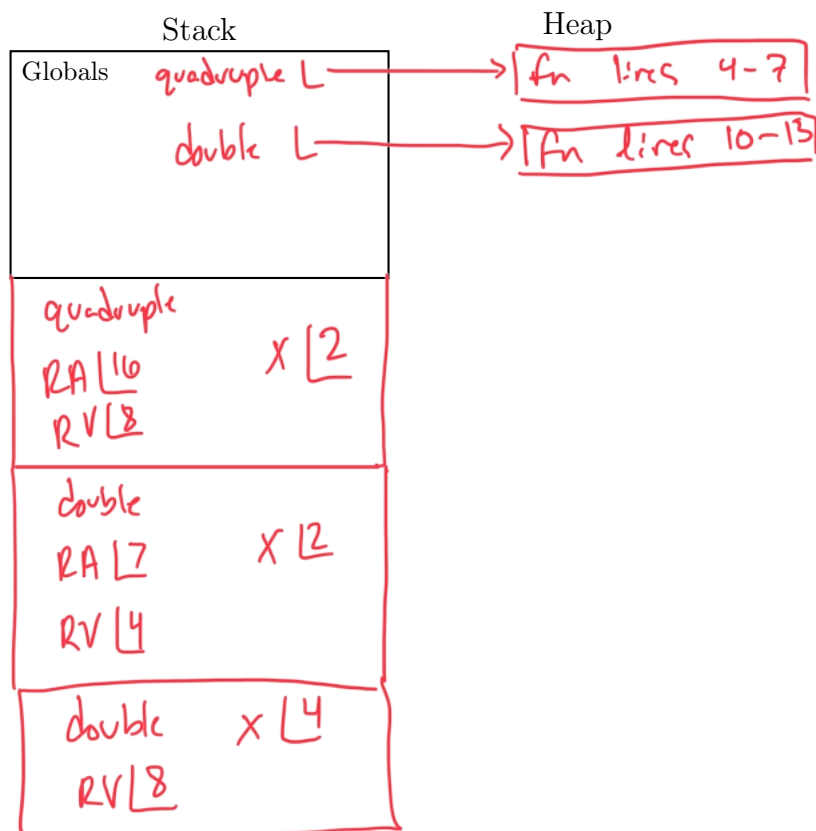 Stack Heap
Globals quadruple fn lines 4-7
double fn lines 10-13
quadruple
x 2
RA 16
RV 8
double
x 2
RA 7
RV 4
double x 4
RV 8